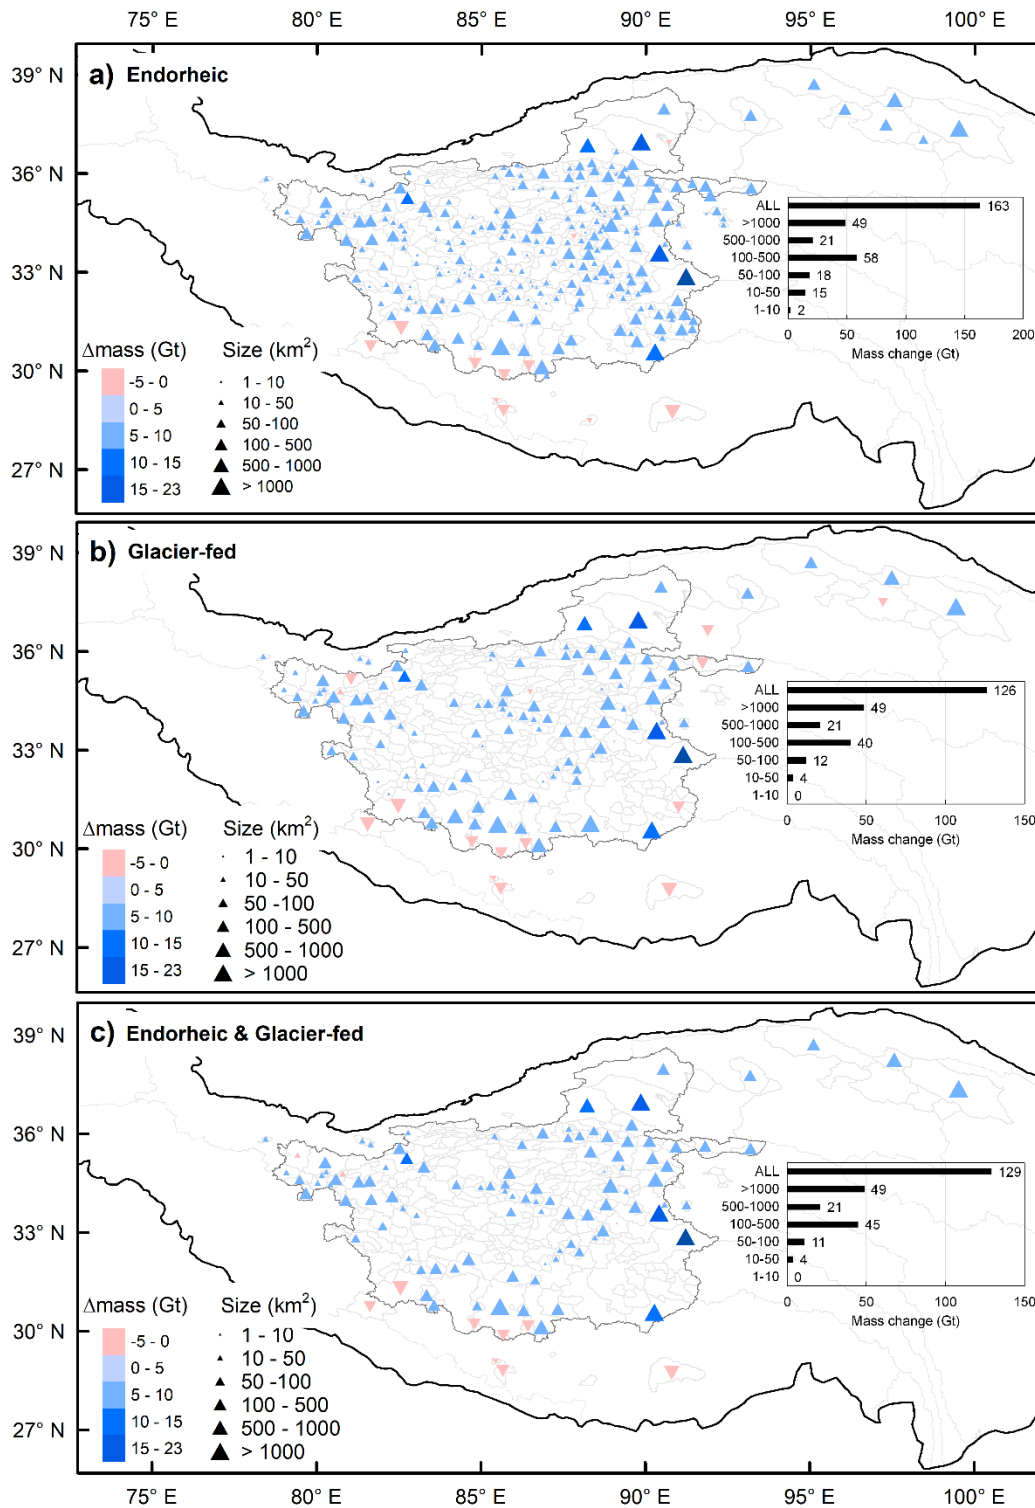 75° E 80° E 85° E 90° E 95° E 100° E
a) Endorheic
39° N
36° N
33° N
30° N
27° N
ALL 163
>1000 49
500-1000 21
100-500 58
50-100 18
10-50 15
1-10 2
0 50 100 150 200
Mass change (Gt)
Δmass (Gt) Size (km²)
-5 - 0 1 - 10
0 - 5 10 - 50
5 - 10 50 -100
10 - 15 100 - 500
15 - 23 500 - 1000
> 1000
b) Glacier-fed
39° N
36° N
33° N
30° N
27° N
ALL 126
>1000 49
500-1000 21
100-500 40
50-100 12
10-50 4
1-10 0
0 50 100 150
Mass change (Gt)
Δmass (Gt) Size (km²)
-5 - 0 1 - 10
0 - 5 10 - 50
5 - 10 50 -100
10 - 15 100 - 500
15 - 23 500 - 1000
> 1000
c) Endorheic & Glacier-fed
39° N
36° N
33° N
30° N
27° N
ALL 129
>1000 49
500-1000 21
100-500 45
50-100 11
10-50 4
1-10 0
0 50 100 150
Mass change (Gt)
Δmass (Gt) Size (km²)
-5 - 0 1 - 10
0 - 5 10 - 50
5 - 10 50 -100
10 - 15 100 - 500
15 - 23 500 - 1000
> 1000
75° E 80° E 85° E 90° E 95° E 100° E